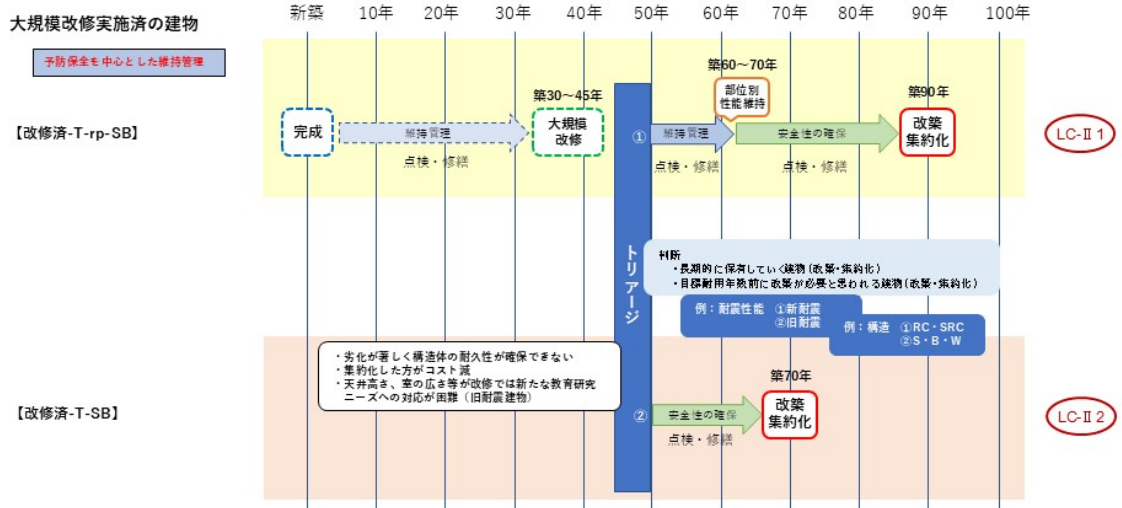 大規模改修実施済の建物
新築 10年 20年 30年 40年 50年 60年 70年 80年 90年 100年
予防保全を中心とした維持管理
【改修済-T-rp-SB】
完成
維持管理
点検・修繕
築30～45年
大規模
改修
トリアージ
①
維持管理
点検・修繕
築60～70年
部位別
性能維持
安全性の確保
点検・修繕
築90年
改築
集約化
LC-Ⅱ1
判断
・長期的に保有していく建物(改築・集約化)
・目標耐用年数前に改築が必要と思われる建物(改築・集約化)
例：耐震性能 ①新耐震
②旧耐震
例：構造 ①RC・SRC
②S・B・W
・劣化が著しく構造体の耐久性が確保できない
・集約化した方がコスト減
・天井高さ、室の広さ等が改修では新たな教育研究
ニーズへの対応が困難（旧耐震建物）
【改修済-T-SB】
②
安全性の確保
点検・修繕
築70年
改築
集約化
LC-Ⅱ2